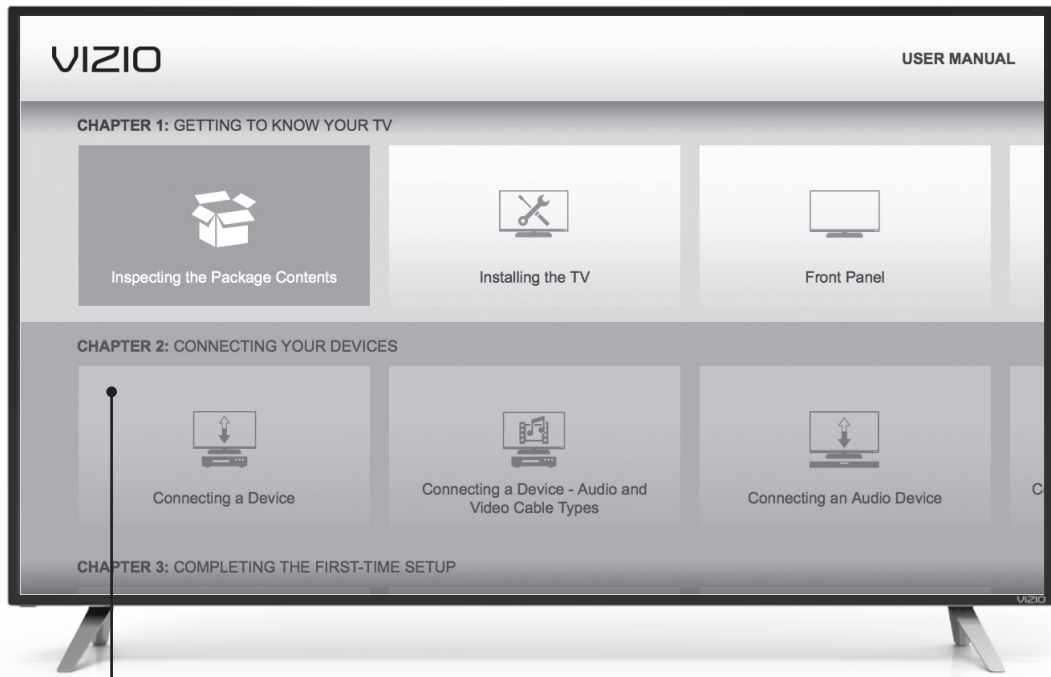 VIZIO
USER MANUAL
CHAPTER 1: GETTING TO KNOW YOUR TV
Inspecting the Package Contents
Installing the TV
Front Panel
CHAPTER 2: CONNECTING YOUR DEVICES
Connecting a Device
Connecting a Device - Audio and
Video Cable Types
Connecting an Audio Device
CHAPTER 3: COMPLETING THE FIRST-TIME SETUP
VIZIO